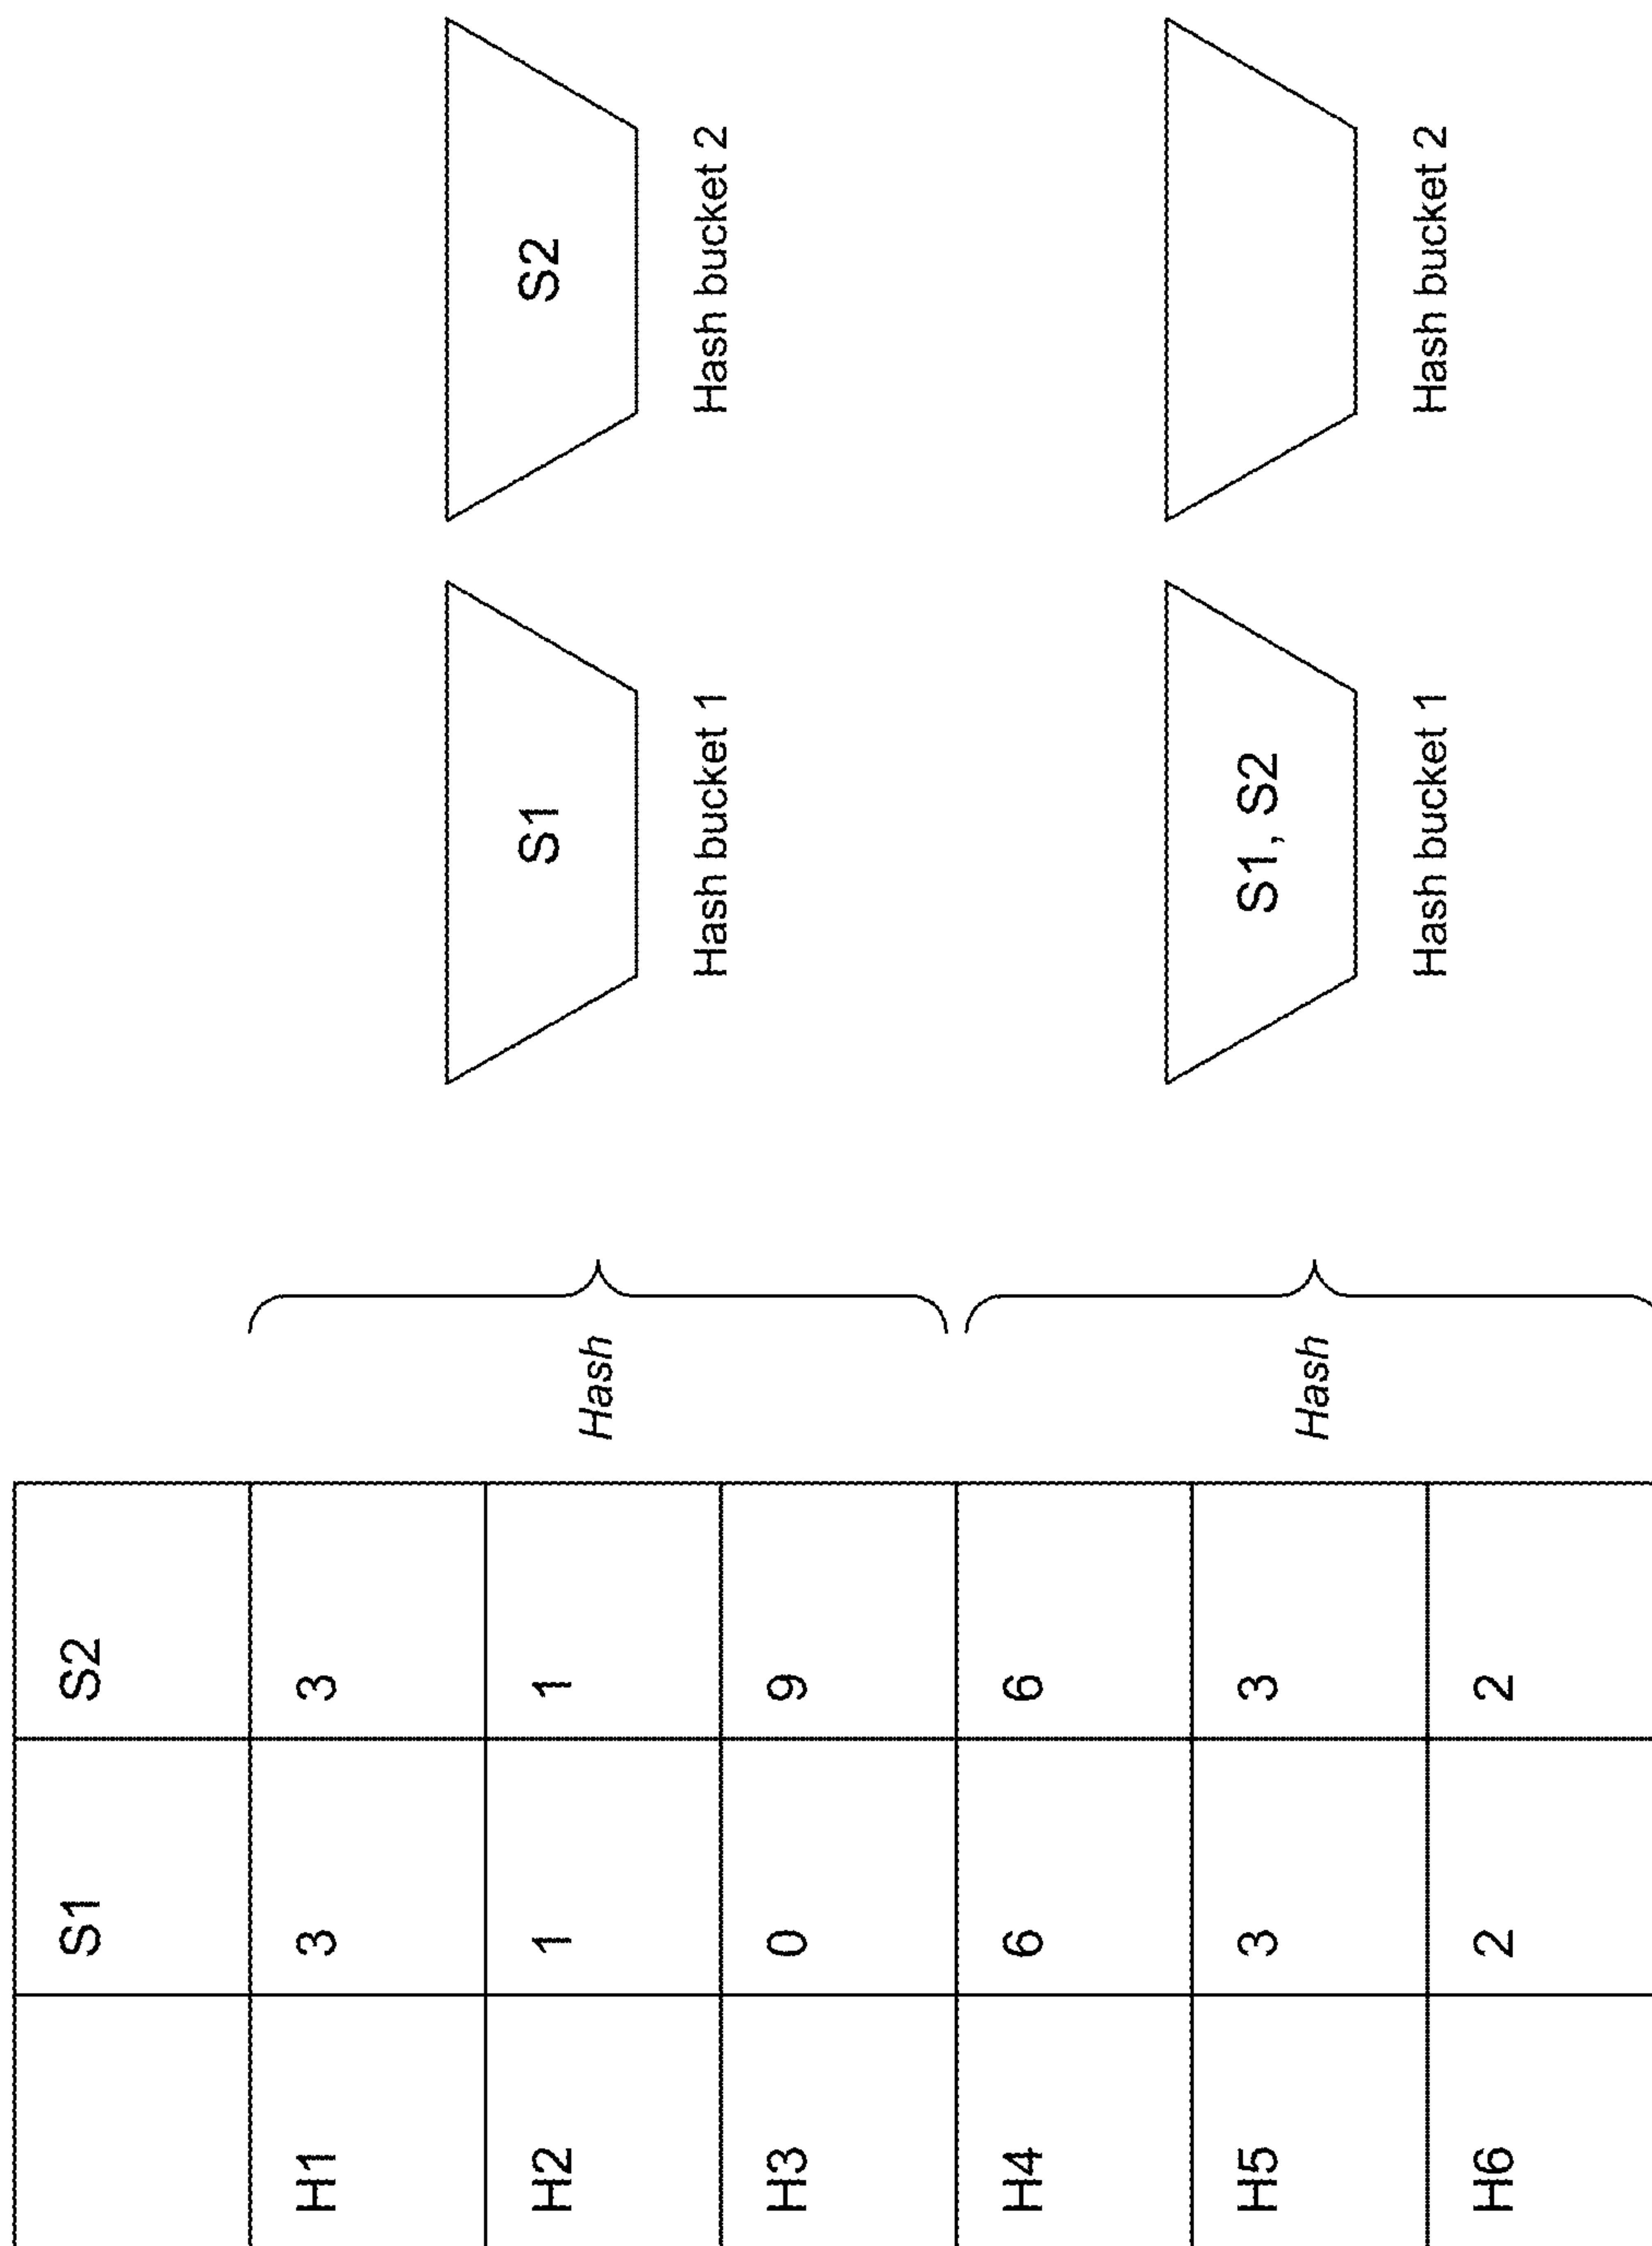 S1 S2
H1 3 3
H2 1 1
H3 0 9
H4 6 6
H5 3 3
H6 2 2
Hash
S1
Hash bucket 1
S2
Hash bucket 2
Hash
S1, S2
Hash bucket 1
Hash bucket 2